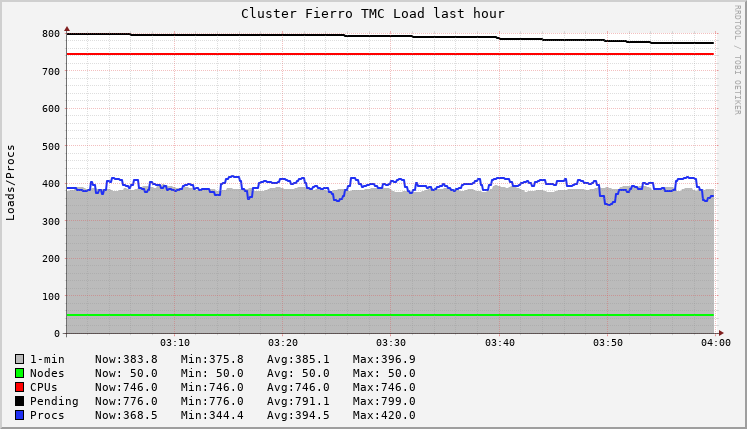 Cluster Fierro TMC Load last hour
RRDTOOL / TOBI OETIKER
Loads/Procs
800
700
600
500
400
300
200
100
0
03:10 03:20 03:30 03:40 03:50 04:00
1-min Now:383.8 Min:375.8 Avg:385.1 Max:396.9
Nodes Now: 50.0 Min: 50.0 Avg: 50.0 Max: 50.0
CPUs Now:746.0 Min:746.0 Avg:746.0 Max:746.0
Pending Now:776.0 Min:776.0 Avg:791.1 Max:799.0
Procs Now:368.5 Min:344.4 Avg:394.5 Max:420.0